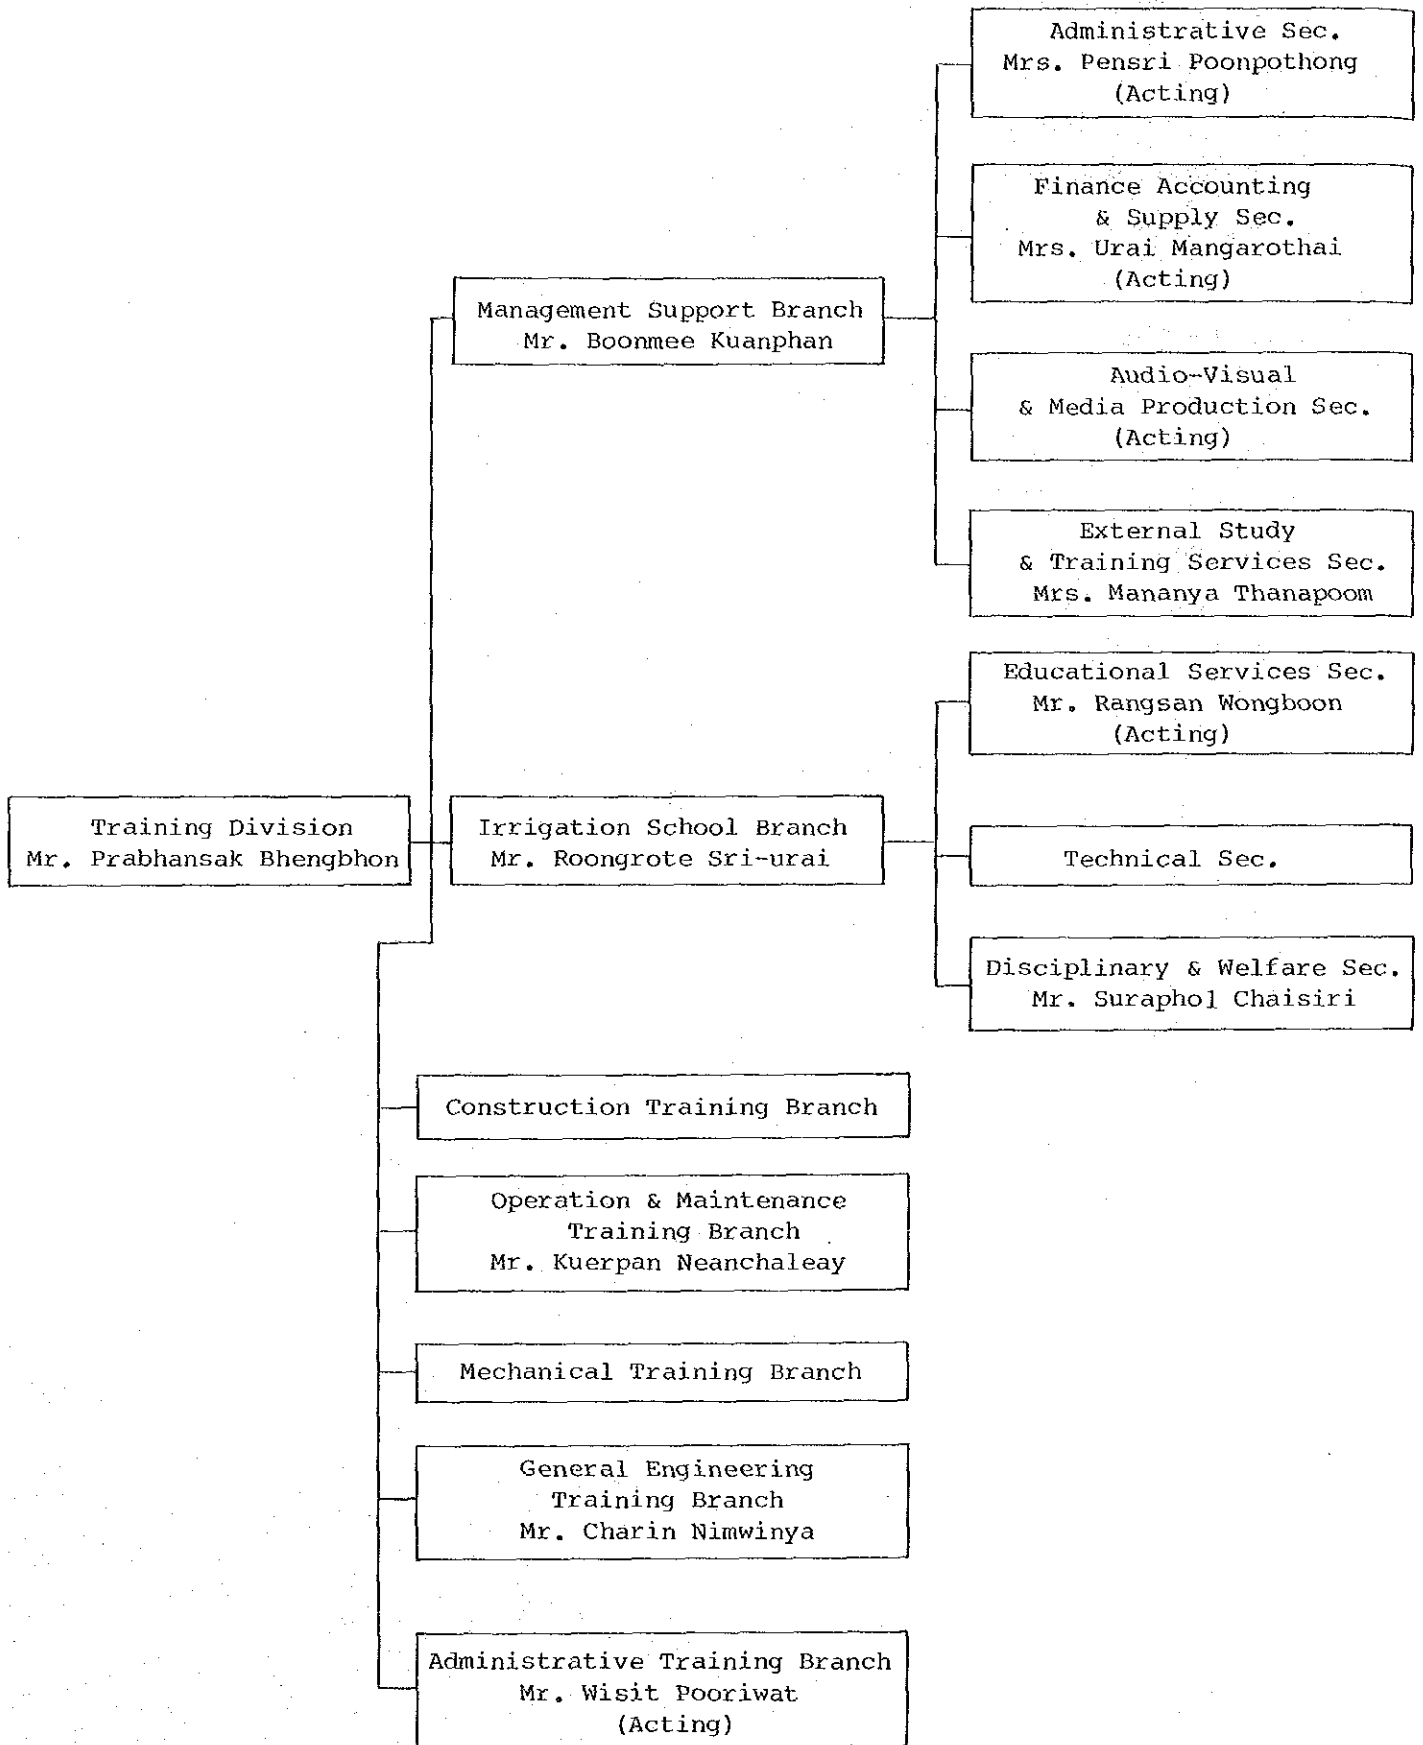 Administrative Sec.
Mrs. Pensri Poonpothong
(Acting)
Finance Accounting
& Supply Sec.
Mrs. Urai Mangarothai
(Acting)
Management Support Branch
Mr. Boonmee Kuanphan
Audio-Visual
& Media Production Sec.
(Acting)
External Study
& Training Services Sec.
Mrs. Mananya Thanapoom
Educational Services Sec.
Mr. Rangsan Wongboon
(Acting)
Training Division
Mr. Prabhansak Bhengbhon
Irrigation School Branch
Mr. Roongrote Sri-urai
Technical Sec.
Disciplinary & Welfare Sec.
Mr. Suraphol Chaisiri
Construction Training Branch
Operation & Maintenance
Training Branch
Mr. Kuerpan Neanchaleay
Mechanical Training Branch
General Engineering
Training Branch
Mr. Charin Nimwinya
Administrative Training Branch
Mr. Wisit Pooriwat
(Acting)